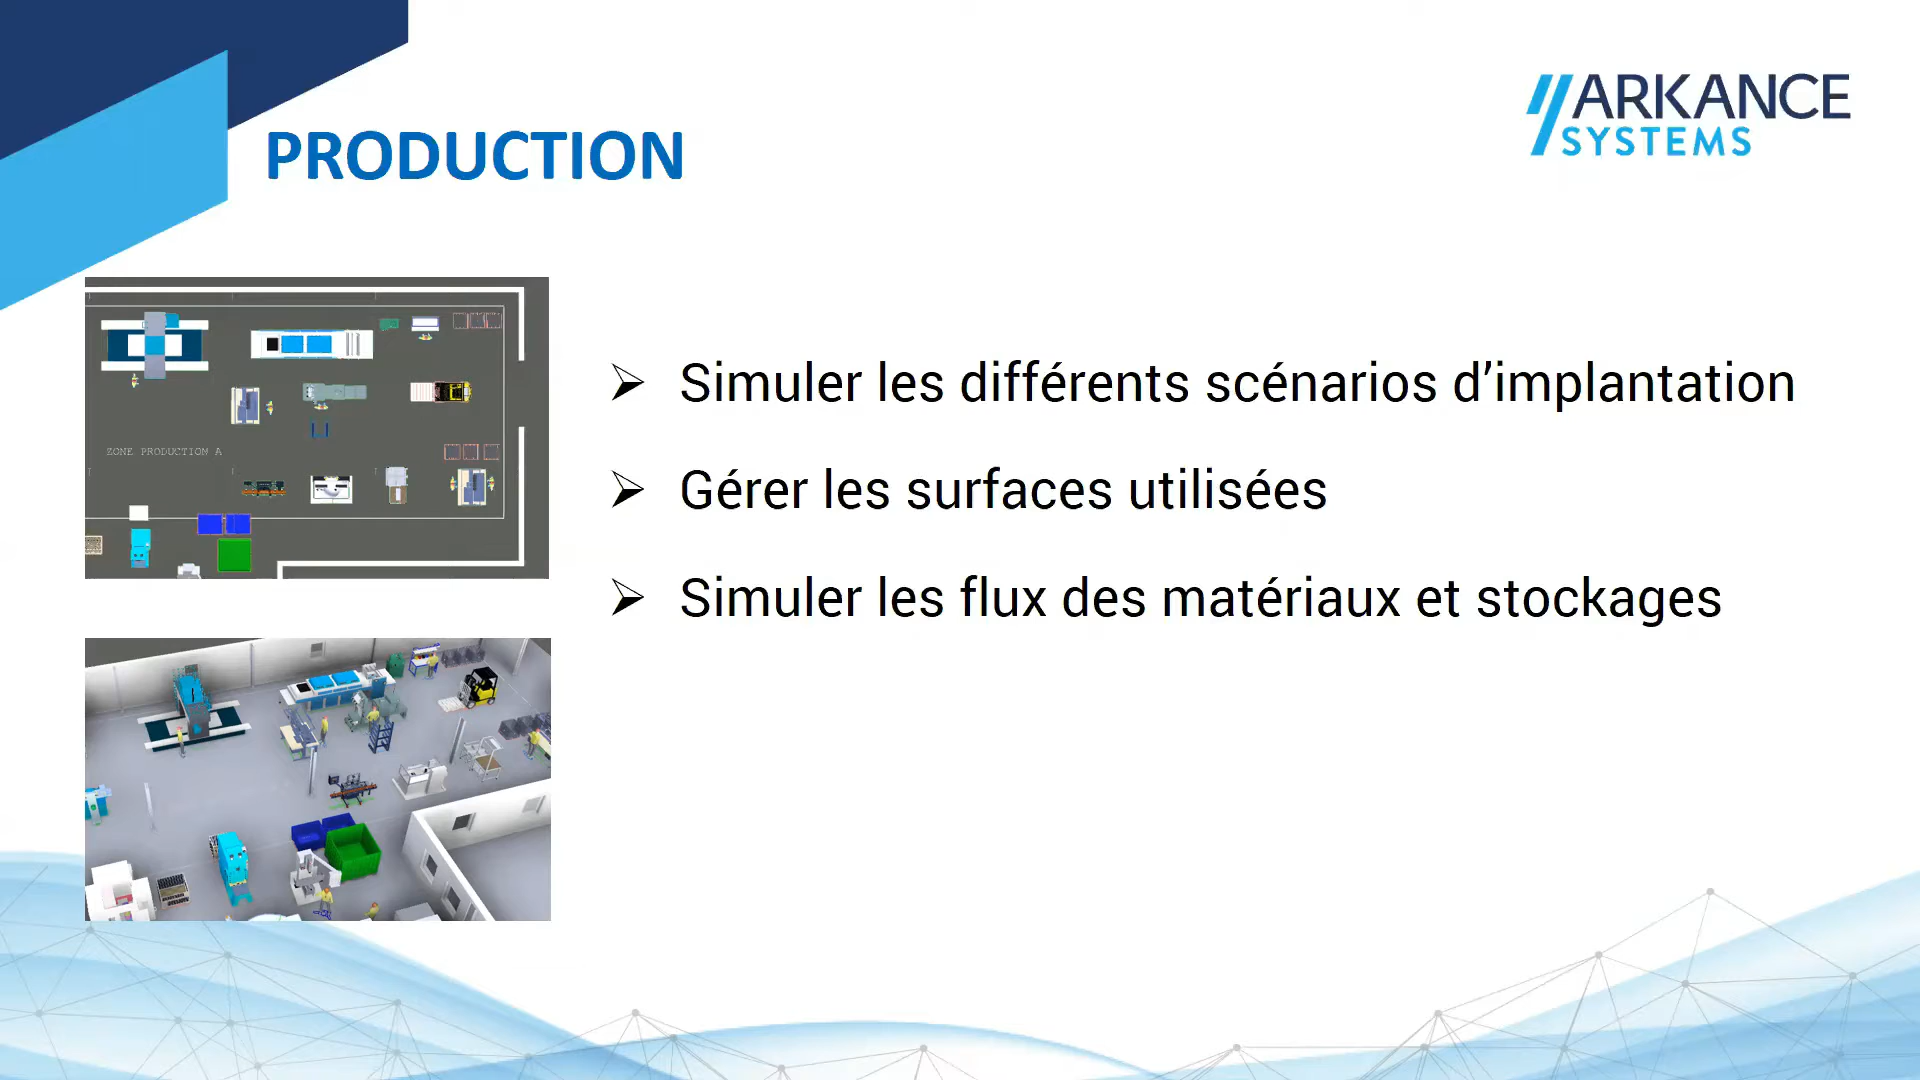 ARKANCE
SYSTEMS
PRODUCTION
ZONE PRODUCTION A
➢ Simuler les différents scénarios d’implantation
➢ Gérer les surfaces utilisées
➢ Simuler les flux des matériaux et stockages